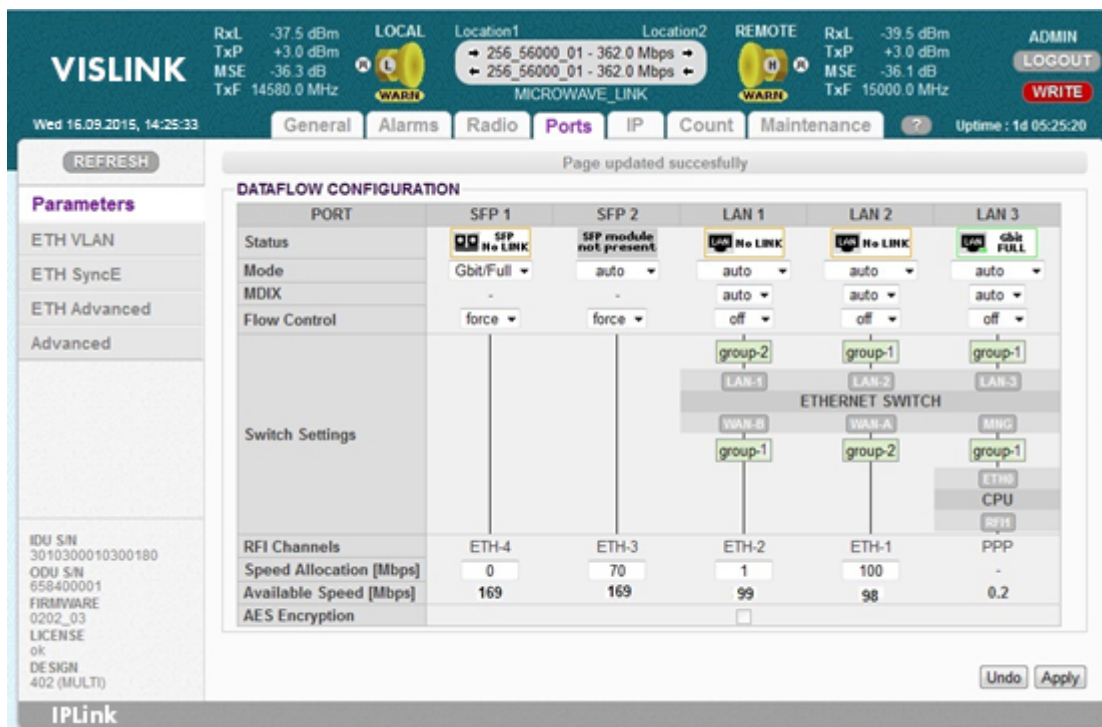 RxL -37.5 dBm LOCAL Location1 Location2 REMOTE RxL -39.5 dBm ADMIN
TxP +3.0 dBm 256_56000_01 - 362.0 Mbps TxP +3.0 dBm LOGOUT
VISLINK MSE -36.3 dB R L 256_56000_01 - 362.0 Mbps H R MSE -36.1 dB
TxF 14580.0 MHz WARN MICROWAVE_LINK WARN TxF 15000.0 MHz WRITE
Wed 16.09.2015, 14:25:33 General Alarms Radio Ports IP Count Maintenance ? Uptime : 1d 05:25:20
REFRESH
Page updated succesfully
Parameters
ETH VLAN
ETH SyncE
ETH Advanced
Advanced
DATAFLOW CONFIGURATION
PORT SFP 1 SFP 2 LAN 1 LAN 2 LAN 3
Status SFP No LINK SFP module not present LAN No LINK LAN No LINK LAN Gbit FULL
Mode Gbit/Full auto auto auto auto
MDIX - - auto auto auto
Flow Control force force off off off
Switch Settings
group-2 group-1 group-1
LAN-1 LAN-2 LAN-3
ETHERNET SWITCH
WAN-B WAN-A MNG
group-1 group-2 group-1
ETH0
CPU
RFI1
RFI Channels ETH-4 ETH-3 ETH-2 ETH-1 PPP
Speed Allocation [Mbps] 0 70 1 100 -
Available Speed [Mbps] 169 169 99 98 0.2
AES Encryption
IDU S/N
3010300010300180
ODU S/N
658400001
FIRMWARE
0202_03
LICENSE
ok
DESIGN
402 (MULTI)
Undo Apply
IPLink